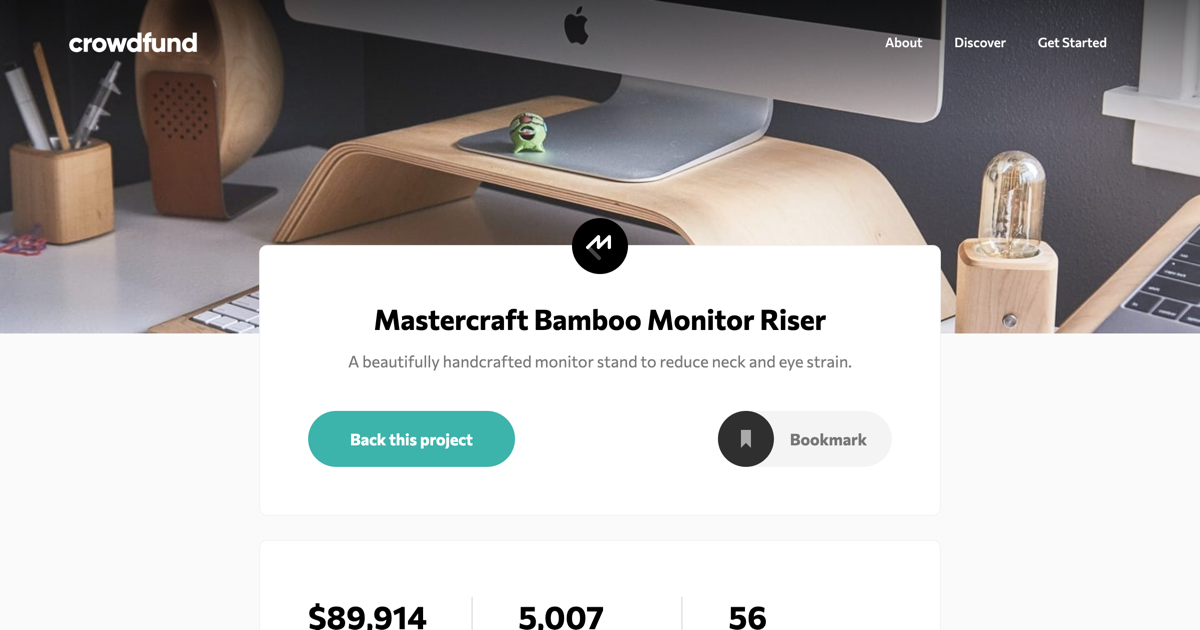 crowdfund
About Discover Get Started
Mastercraft Bamboo Monitor Riser
A beautifully handcrafted monitor stand to reduce neck and eye strain.
Back this project
Bookmark
$89,914 5,007 56